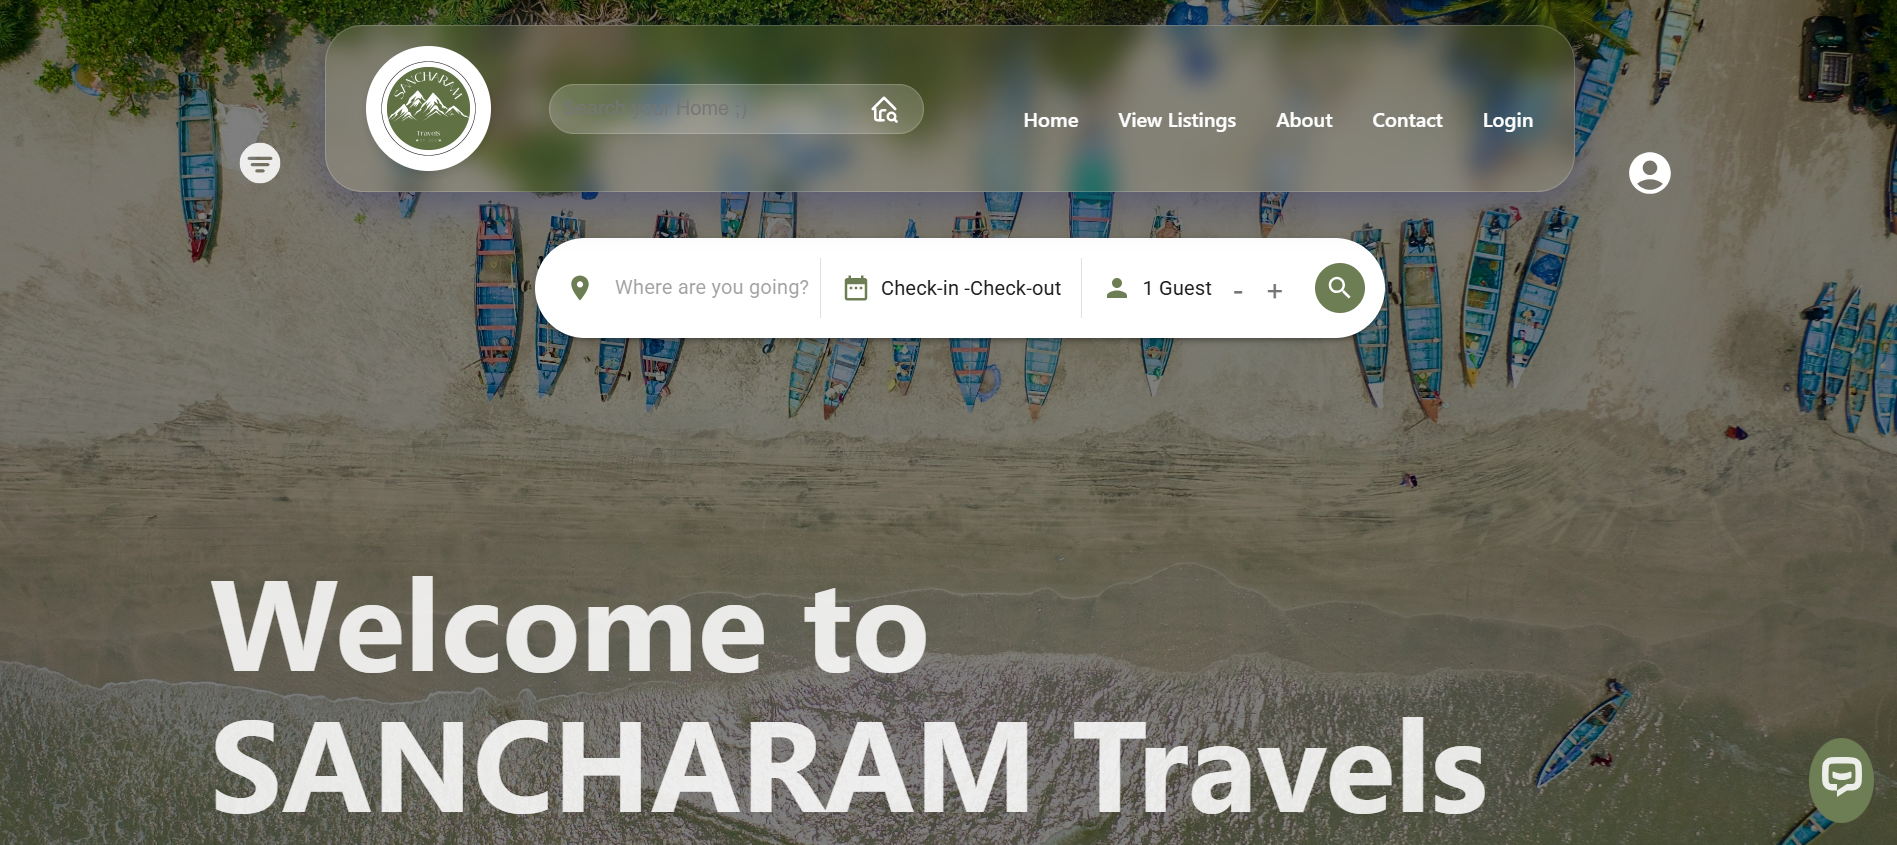 SANCHARAM
Travels
Search your Home ;)
Home
View Listings
About
Contact
Login
Where are you going?
Check-in -Check-out
1 Guest - +
Welcome to
SANCHARAM Travels